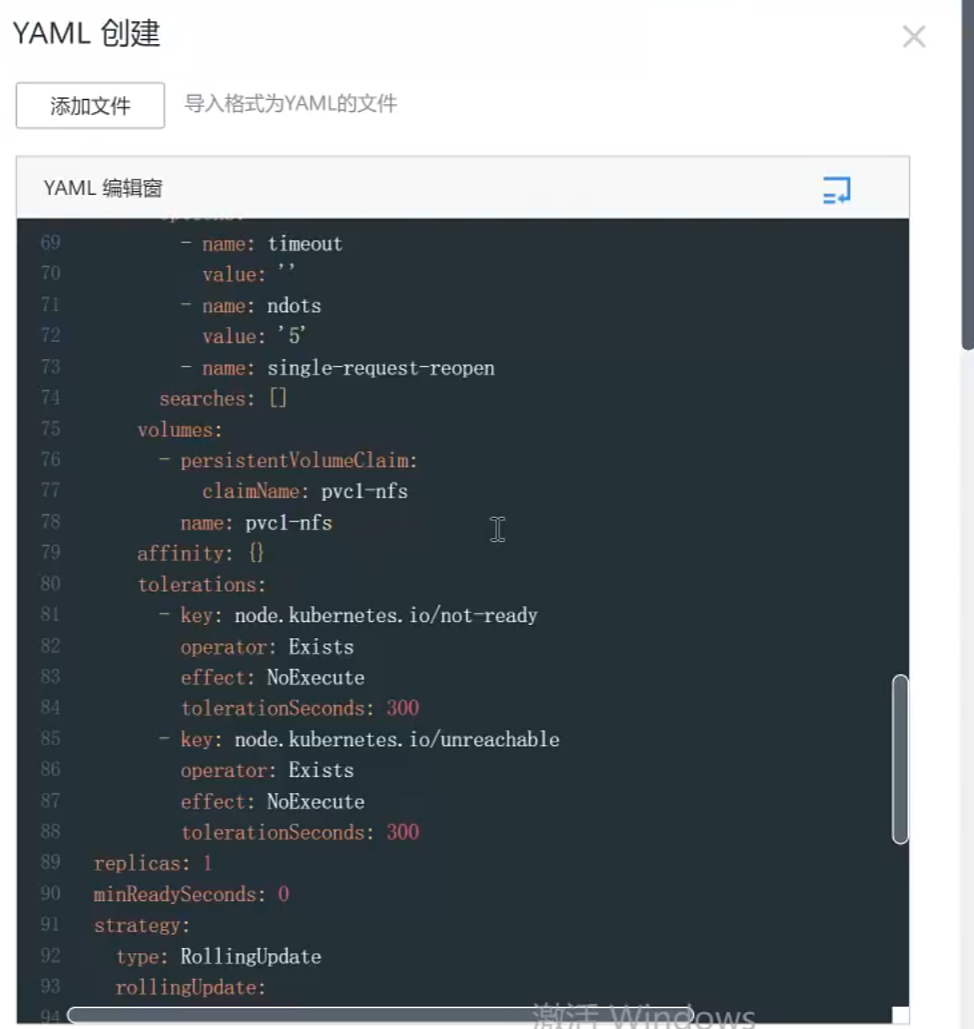 YAML 创建
添加文件 导入格式为YAML的文件
YAML 编辑窗
69 - name: timeout
70 value: ''
71 - name: ndots
72 value: '5'
73 - name: single-request-reopen
74 searches: []
75 volumes:
76 - persistentVolumeClaim:
77 claimName: pvc1-nfs
78 name: pvc1-nfs
79 affinity: {}
80 tolerations:
81 - key: node.kubernetes.io/not-ready
82 operator: Exists
83 effect: NoExecute
84 tolerationSeconds: 300
85 - key: node.kubernetes.io/unreachable
86 operator: Exists
87 effect: NoExecute
88 tolerationSeconds: 300
89 replicas: 1
90 minReadySeconds: 0
91 strategy:
92 type: RollingUpdate
93 rollingUpdate:
94
激活 Windows